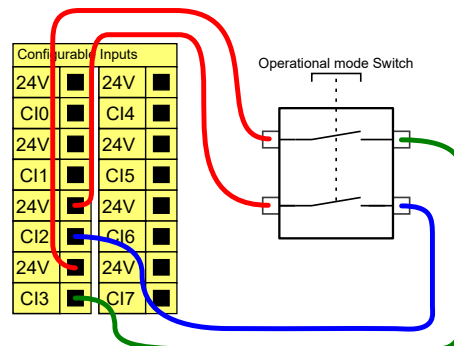 Configurable Inputs
24V 24V
CI0 CI4
24V 24V
CI1 CI5
24V 24V
CI2 CI6
24V 24V
CI3 CI7
Operational mode Switch